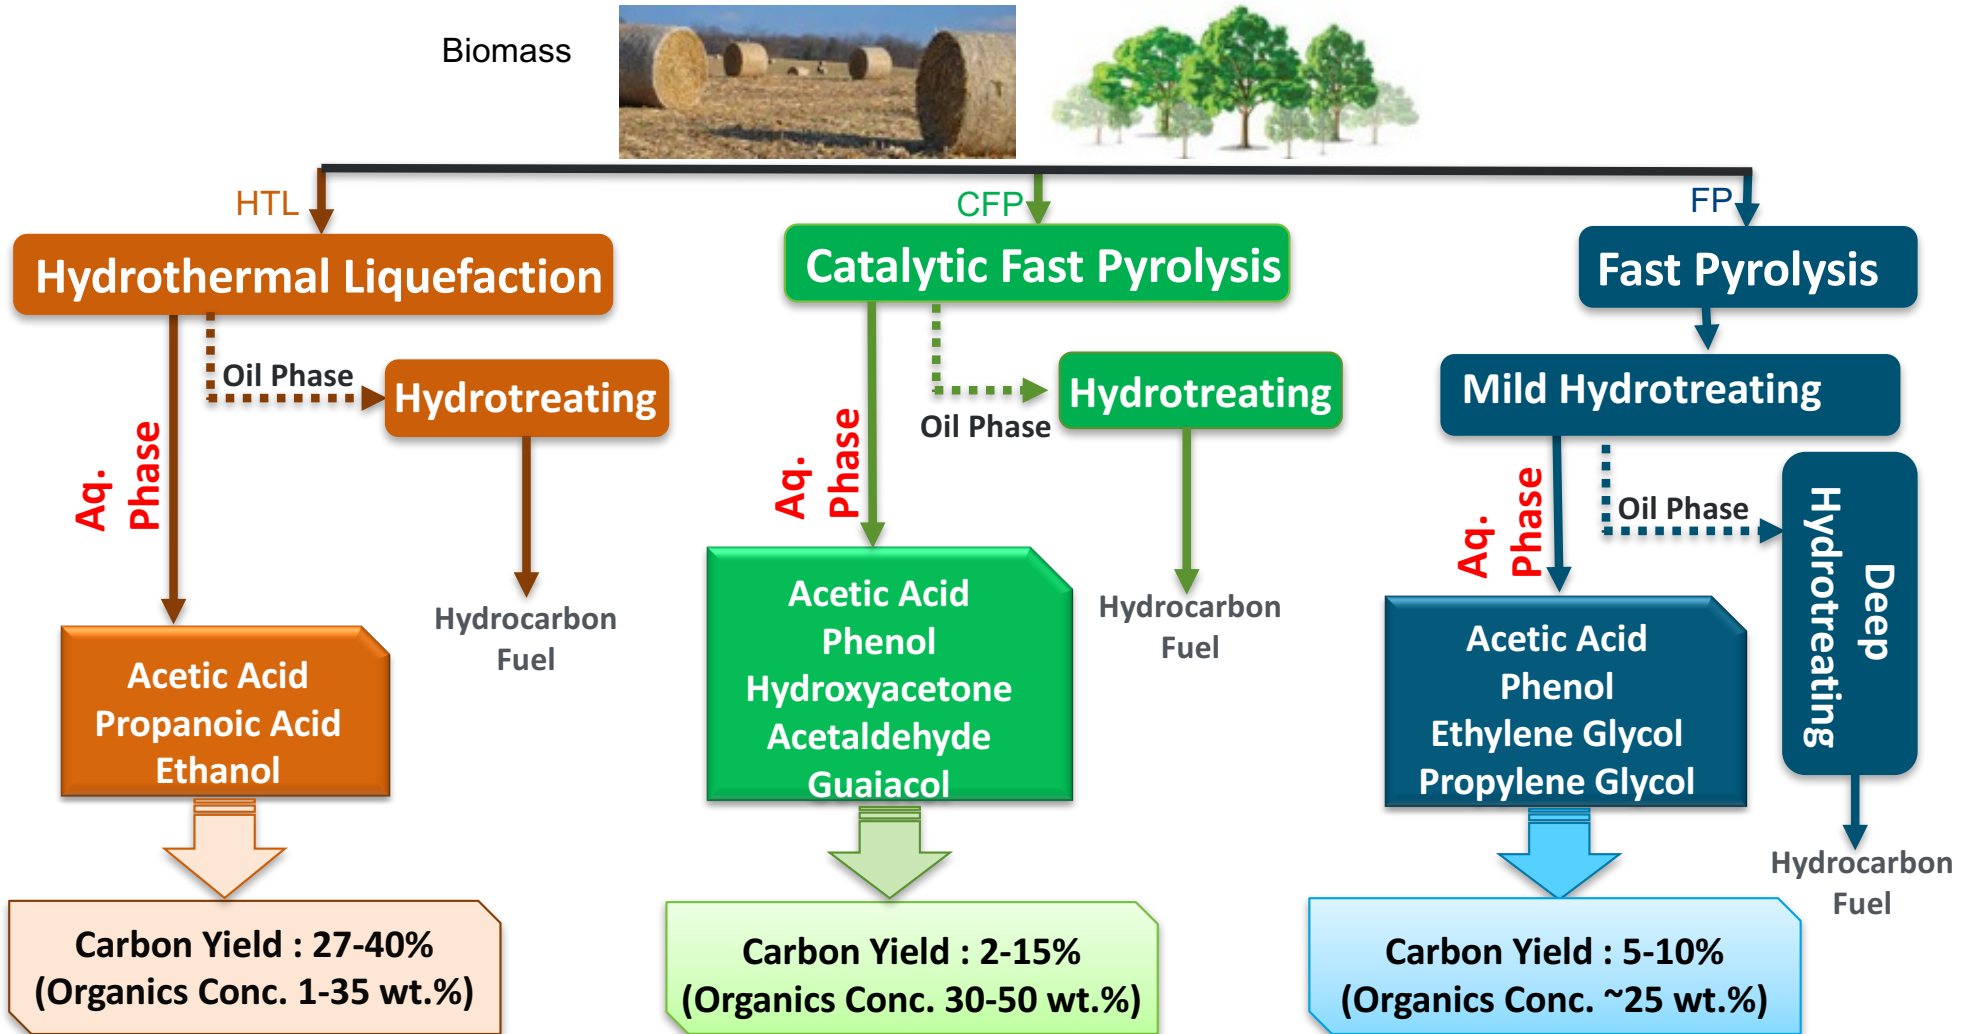 Biomass
HTL
CFP
FP
Hydrothermal Liquefaction
Catalytic Fast Pyrolysis
Fast Pyrolysis
Oil Phase
Hydrotreating
Aq.
Phase
Hydrocarbon
Fuel
Acetic Acid
Propanoic Acid
Ethanol
Carbon Yield : 27-40%
(Organics Conc. 1-35 wt.%)
Oil Phase
Hydrotreating
Aq.
Phase
Hydrocarbon
Fuel
Acetic Acid
Phenol
Hydroxyacetone
Acetaldehyde
Guaiacol
Carbon Yield : 2-15%
(Organics Conc. 30-50 wt.%)
Mild Hydrotreating
Oil Phase
Deep
Hydrotreating
Aq.
Phase
Hydrocarbon
Fuel
Acetic Acid
Phenol
Ethylene Glycol
Propylene Glycol
Carbon Yield : 5-10%
(Organics Conc. ~25 wt.%)